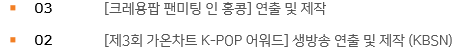 03 [크레용팝 팬미팅 인 홍콩] 연출 및 제작
02 [제3회 가온차트 K-POP 어워드] 생방송 연출 및 제작 (KBSN)